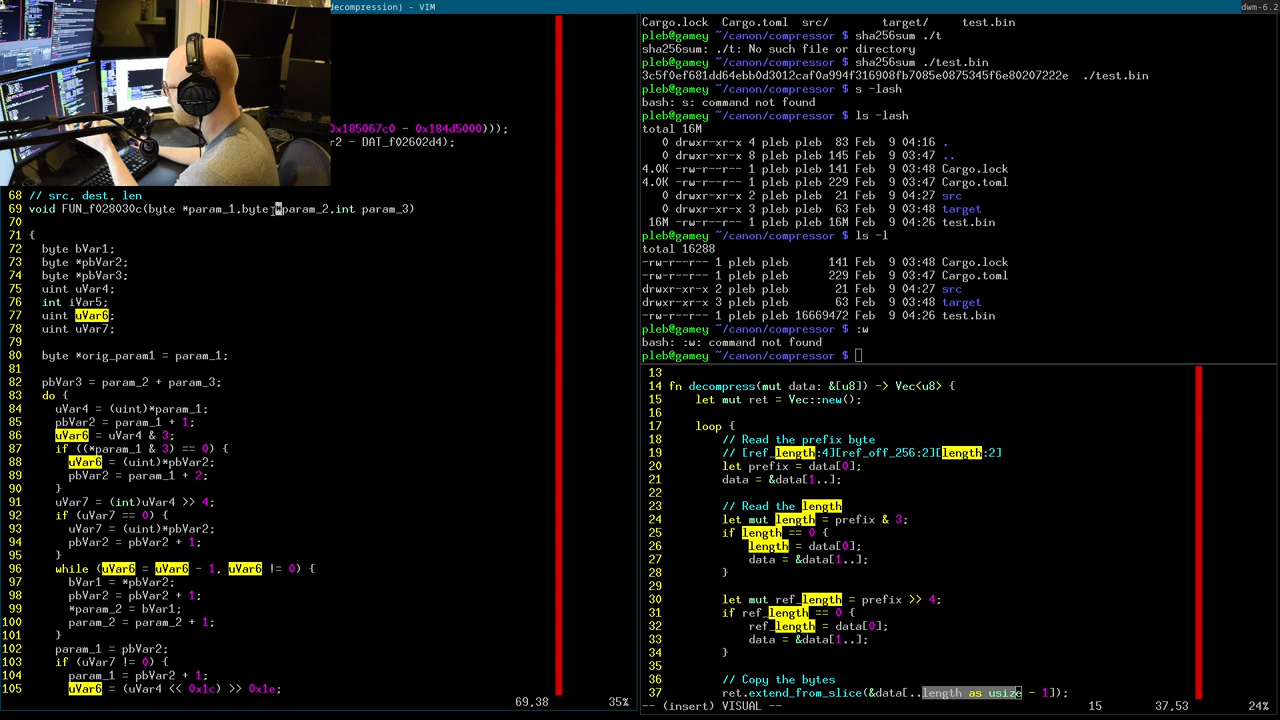 decompression) - VIM
dwm-6.2
0x185067c0 - 0x184d5000)));
r2 - DAT_f02602d4);
68 // src, dest, len
69 void FUN_f028030c(byte *param_1,byte *param_2,int param_3)
70
71 {
72 byte bVar1;
73 byte *pbVar2;
74 byte *pbVar3;
75 uint uVar4;
76 int iVar5;
77 uint uVar6;
78 uint uVar7;
79
80 byte *orig_param1 = param_1;
81
82 pbVar3 = param_2 + param_3;
83 do {
84 uVar4 = (uint)*param_1;
85 pbVar2 = param_1 + 1;
86 uVar6 = uVar4 & 3;
87 if ((*param_1 & 3) == 0) {
88 uVar6 = (uint)*pbVar2;
89 pbVar2 = param_1 + 2;
90 }
91 uVar7 = (int)uVar4 >> 4;
92 if (uVar7 == 0) {
93 uVar7 = (uint)*pbVar2;
94 pbVar2 = pbVar2 + 1;
95 }
96 while (uVar6 = uVar6 - 1, uVar6 != 0) {
97 bVar1 = *pbVar2;
98 pbVar2 = pbVar2 + 1;
99 *param_2 = bVar1;
100 param_2 = param_2 + 1;
101 }
102 param_1 = pbVar2;
103 if (uVar7 != 0) {
104 param_1 = pbVar2 + 1;
105 uVar6 = (uVar4 << 0x1c) >> 0x1e;
69,38 35%
Cargo.lock Cargo.toml src/ target/ test.bin
pleb@gamey ~/canon/compressor $ sha256sum ./t
sha256sum: ./t: No such file or directory
pleb@gamey ~/canon/compressor $ sha256sum ./test.bin
3c5f0ef681dd64ebb0d3012caf0a994f316908fb7085e0875345f6e80207222e ./test.bin
pleb@gamey ~/canon/compressor $ s -lash
bash: s: command not found
pleb@gamey ~/canon/compressor $ ls -lash
total 16M
0 drwxr-xr-x 4 pleb pleb 83 Feb 9 04:16 .
0 drwxr-xr-x 8 pleb pleb 145 Feb 9 03:47 ..
4.0K -rw-r--r-- 1 pleb pleb 141 Feb 9 03:48 Cargo.lock
4.0K -rw-r--r-- 1 pleb pleb 229 Feb 9 03:47 Cargo.toml
0 drwxr-xr-x 2 pleb pleb 21 Feb 9 04:27 src
0 drwxr-xr-x 3 pleb pleb 63 Feb 9 03:48 target
16M -rw-r--r-- 1 pleb pleb 16M Feb 9 04:26 test.bin
pleb@gamey ~/canon/compressor $ ls -l
total 16288
-rw-r--r-- 1 pleb pleb 141 Feb 9 03:48 Cargo.lock
-rw-r--r-- 1 pleb pleb 229 Feb 9 03:47 Cargo.toml
drwxr-xr-x 2 pleb pleb 21 Feb 9 04:27 src
drwxr-xr-x 3 pleb pleb 63 Feb 9 03:48 target
-rw-r--r-- 1 pleb pleb 16669472 Feb 9 04:26 test.bin
pleb@gamey ~/canon/compressor $ :w
bash: :w: command not found
pleb@gamey ~/canon/compressor $
13
14 fn decompress(mut data: &[u8]) -> Vec<u8> {
15 let mut ret = Vec::new();
16
17 loop {
18 // Read the prefix byte
19 // [ref_length:4][ref_off_256:2][length:2]
20 let prefix = data[0];
21 data = &data[1..];
22
23 // Read the length
24 let mut length = prefix & 3;
25 if length == 0 {
26 length = data[0];
27 data = &data[1..];
28 }
29
30 let mut ref_length = prefix >> 4;
31 if ref_length == 0 {
32 ref_length = data[0];
33 data = &data[1..];
34 }
35
36 // Copy the bytes
37 ret.extend_from_slice(&data[..length as usize - 1]);
-- (insert) VISUAL -- 15 37,53 24%